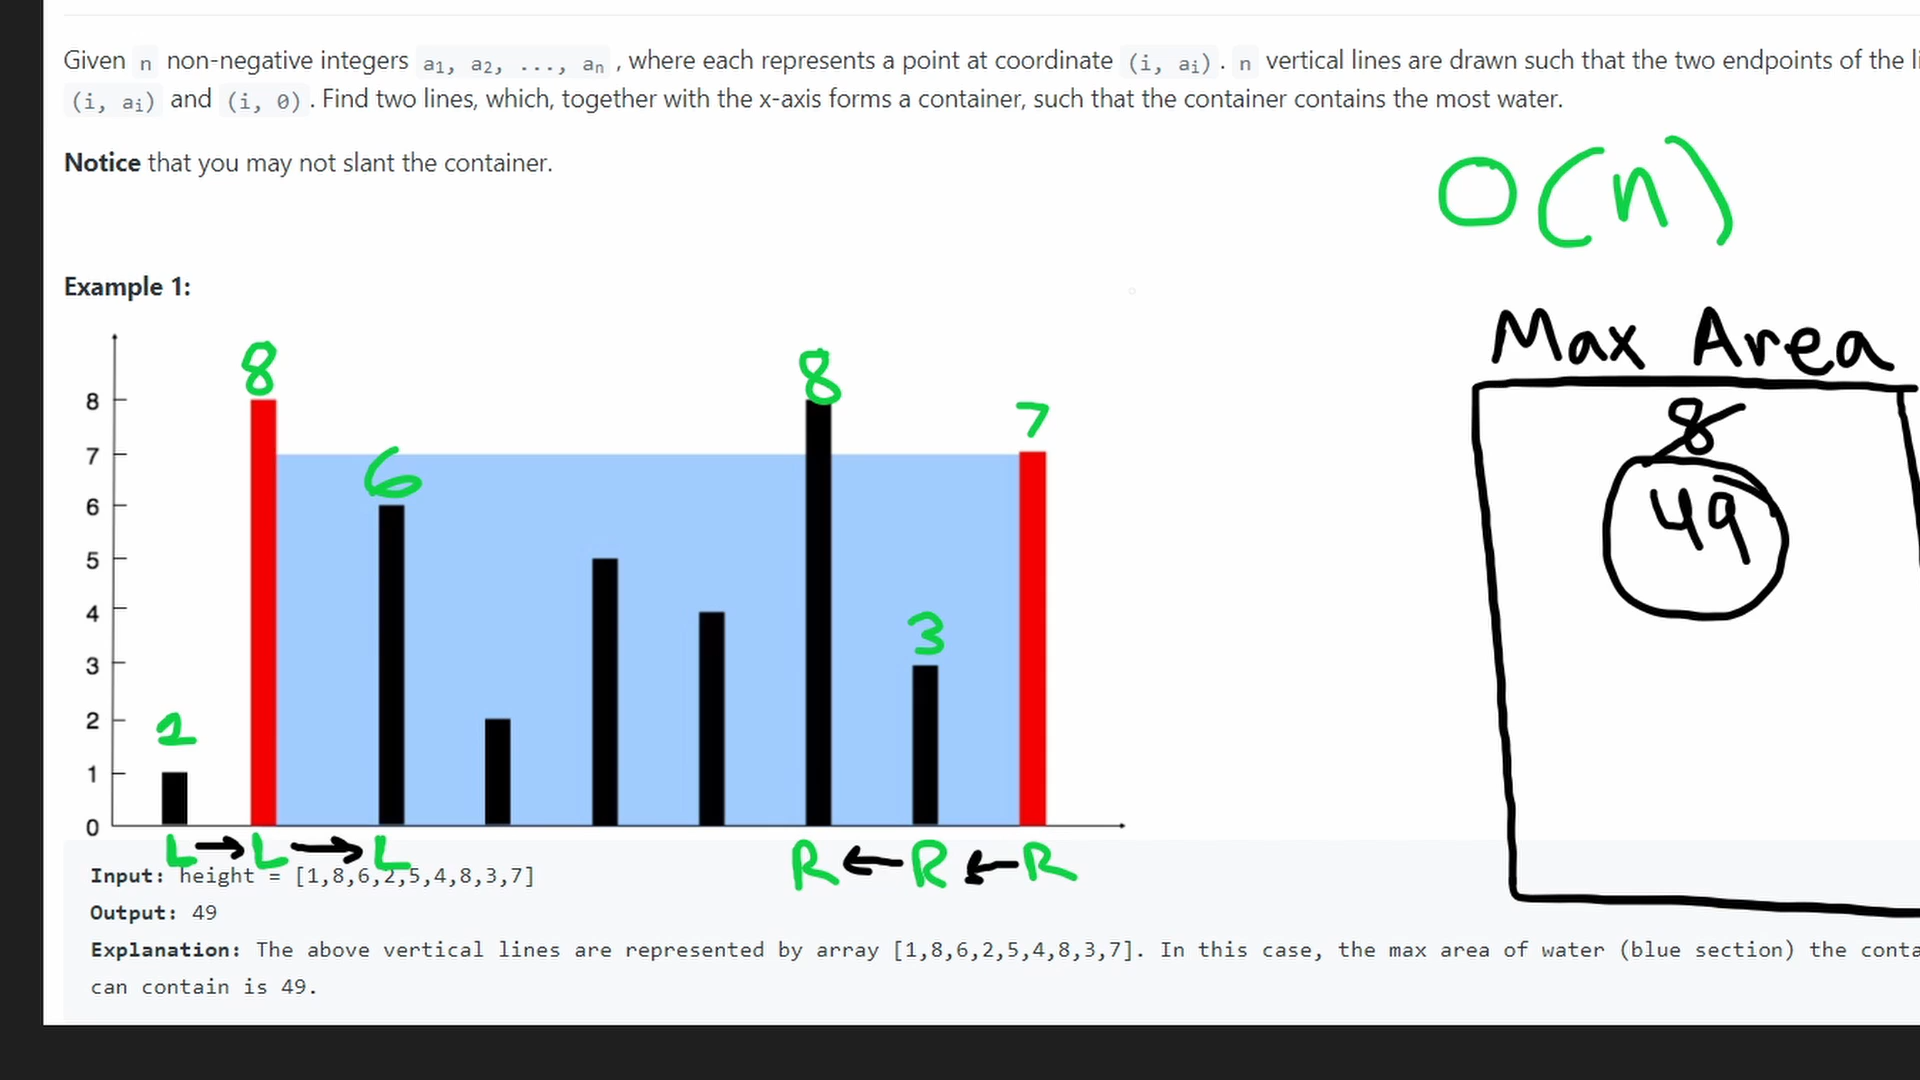 Given n non-negative integers a1, a2, ..., an , where each represents a point at coordinate (i, ai) . n vertical lines are drawn such that the two endpoints of the li
(i, ai) and (i, 0) . Find two lines, which, together with the x-axis forms a container, such that the container contains the most water.
Notice that you may not slant the container.
O(n)
Example 1:
Max Area
8 8
8
7
8
7
6
49
6
5
4
3
3
2
1
1
0
L → L → L R ← R ← R
Input: height = [1,8,6,2,5,4,8,3,7]
Output: 49
Explanation: The above vertical lines are represented by array [1,8,6,2,5,4,8,3,7]. In this case, the max area of water (blue section) the conta
can contain is 49.